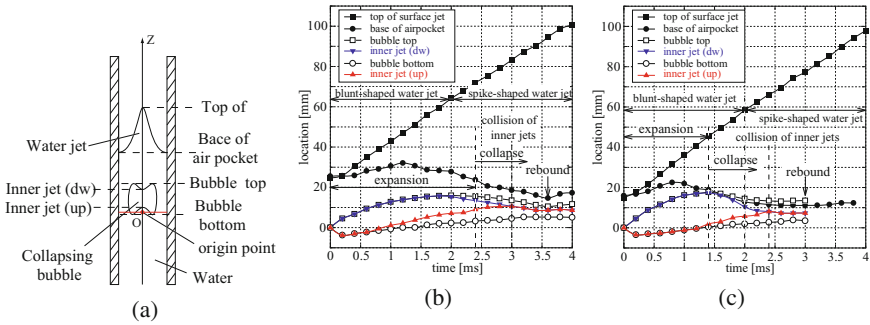 Z
Top of
Water jet
Bace of
air pocket
Inner jet (dw)
Bubble top
Inner jet (up)
Bubble
bottom
O
origin point
Collapsing
bubble
Water
(a)
location [mm]
100
80
60
40
20
0
top of surface jet
base of airpocket
bubble top
inner jet (dw)
bubble bottom
inner jet (up)
blunt-shaped water jet
spike-shaped water jet
collision of
inner jets
collapse
rebound
expansion
0 0.5 1 1.5 2 2.5 3 3.5 4
time [ms]
(b)
location [mm]
100
80
60
40
20
0
top of surface jet
base of airpocket
bubble top
inner jet (dw)
bubble bottom
inner jet (up)
blunt-shaped water jet
spike-shaped water jet
expansion
collision of inner jets
collapse
rebound
0 0.5 1 1.5 2 2.5 3 3.5 4
time [ms]
(c)